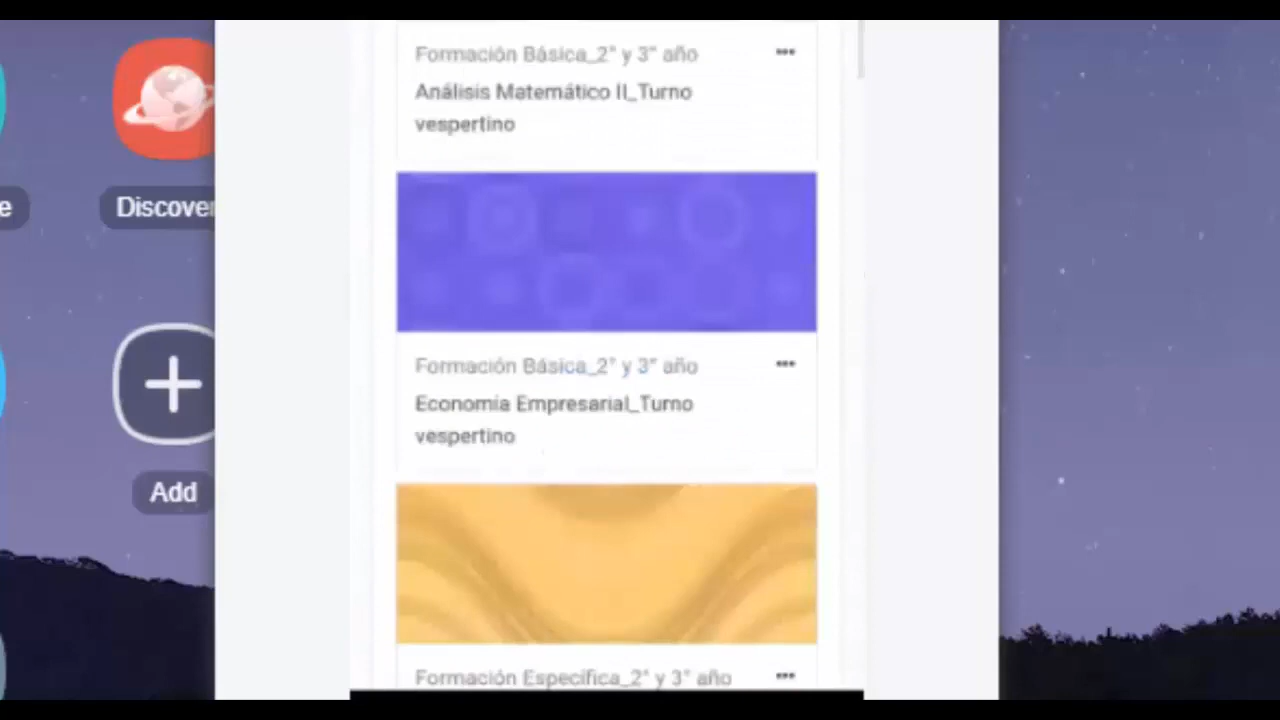 Formación Básica_2° y 3° año
Análisis Matemático II_Turno
vespertino
e
Discover
Formación Básica_2° y 3° año
Economía Empresarial_Turno
vespertino
Add
Formación Específica_2° y 3° año